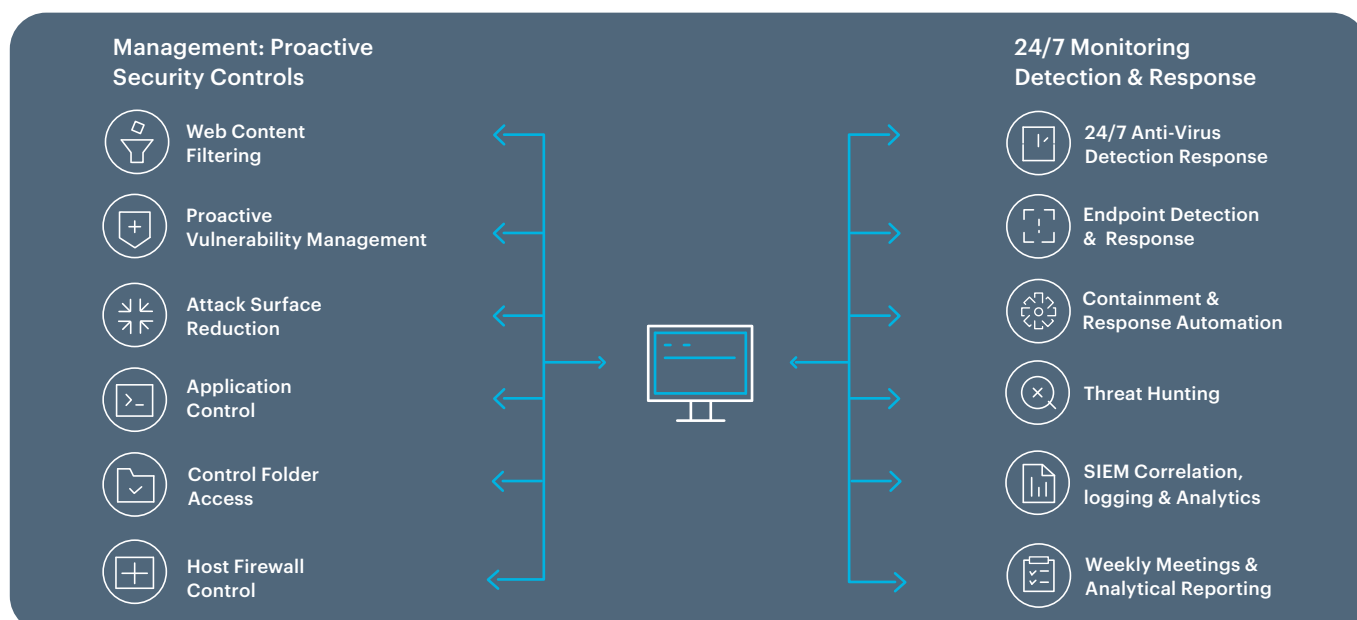 Management: Proactive
Security Controls
Web Content
Filtering
Proactive
Vulnerability Management
Attack Surface
Reduction
Application
Control
Control Folder
Access
Host Firewall
Control
24/7 Monitoring
Detection & Response
24/7 Anti-Virus
Detection Response
Endpoint Detection
& Response
Containment &
Response Automation
Threat Hunting
SIEM Correlation,
logging & Analytics
Weekly Meetings &
Analytical Reporting